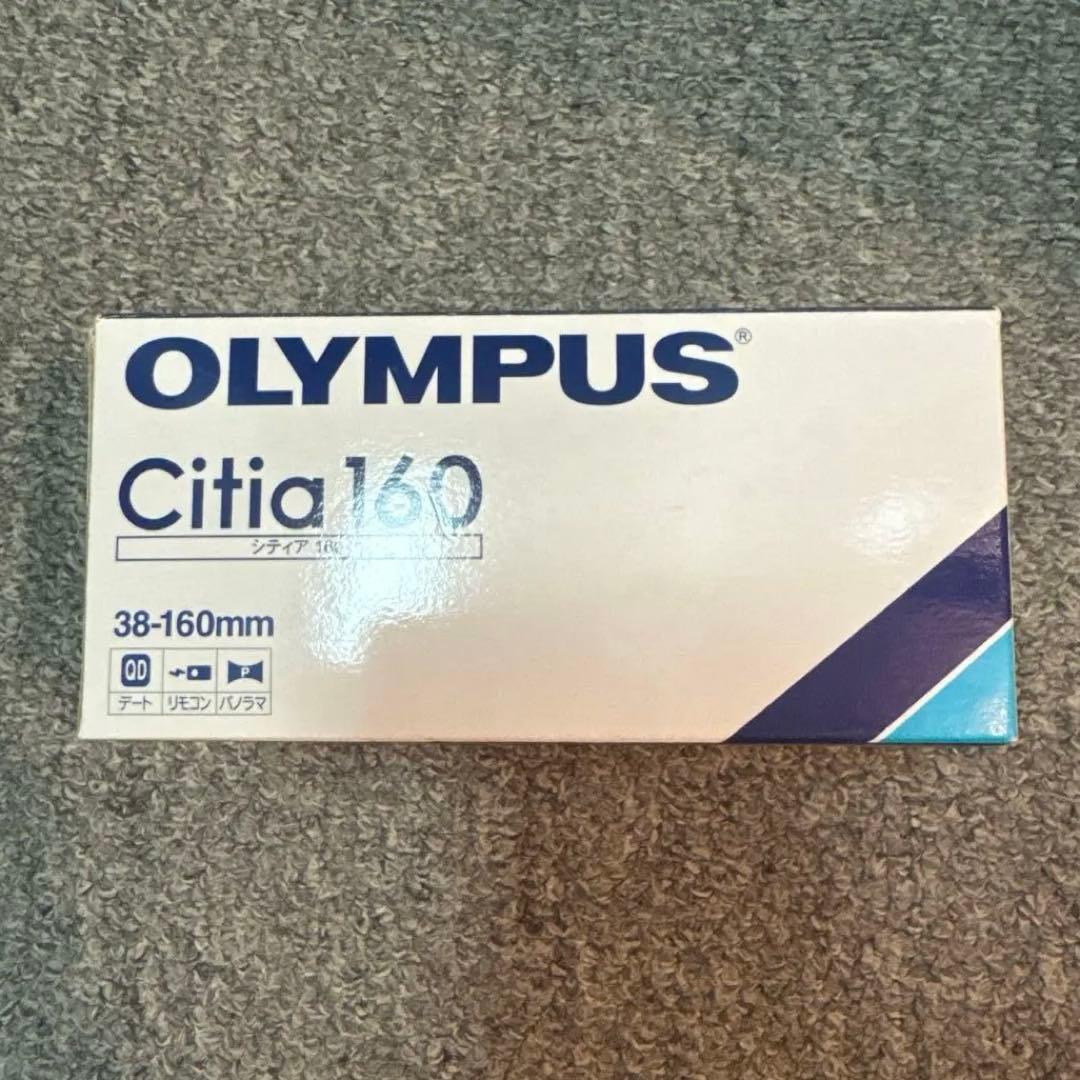 OLYMPUS®
Citia 160
シティア 160
38-160mm
QD P
デート リモコン パノラマ